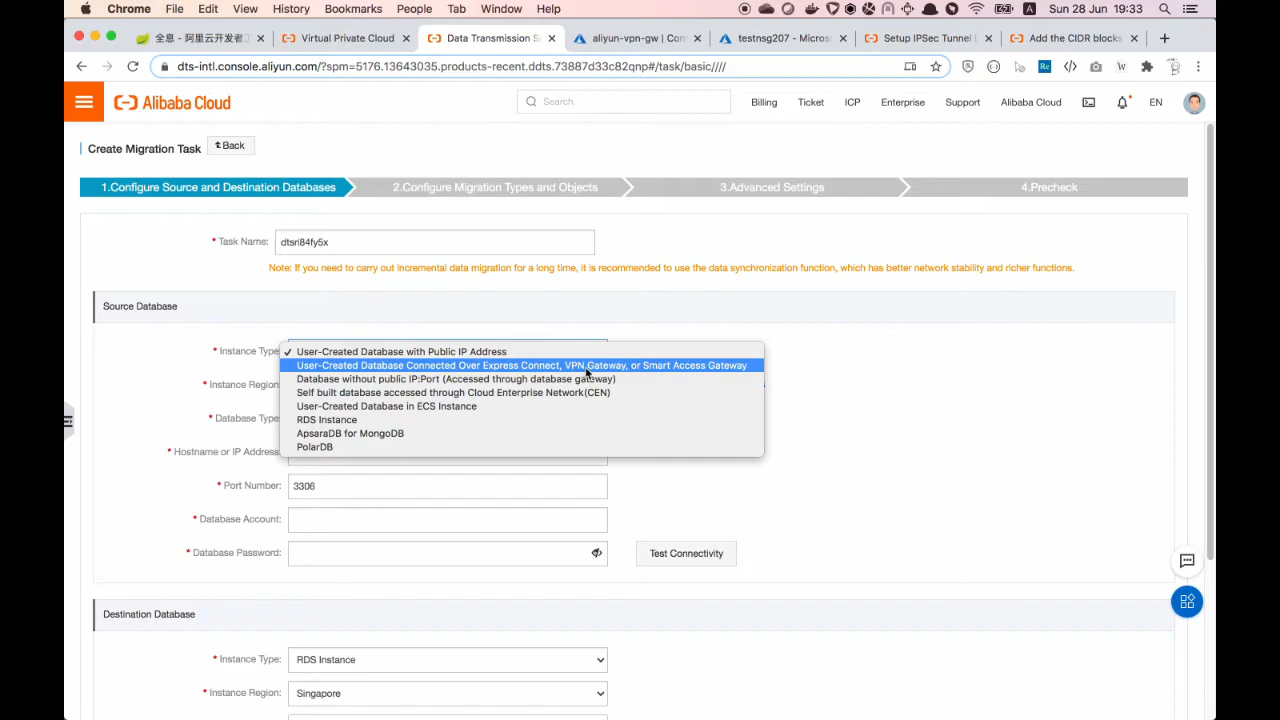 Chrome File Edit View History Bookmarks People Tab Window Help A Sun 28 Jun 19:33
全息 - 阿里云开发者 Virtual Private Cloud Data Transmission S aliyun-vpn-gw | Con testnsg207 - Micros Setup IPSec Tunnel b Add the CIDR blocks
dts-intl.console.aliyun.com/?spm=5176.13643035.products-recent.ddts.73887d33c82qnp#/task/basic////
Alibaba Cloud Search Billing Ticket ICP Enterprise Support Alibaba Cloud EN
Create Migration Task Back
1.Configure Source and Destination Databases 2.Configure Migration Types and Objects 3.Advanced Settings 4.Precheck
* Task Name: dtsri84fy5x
Note: If you need to carry out incremental data migration for a long time, it is recommended to use the data synchronization function, which has better network stability and richer functions.
Source Database
* Instance Type: ✓ User-Created Database with Public IP Address
User-Created Database Connected Over Express Connect, VPN Gateway, or Smart Access Gateway
* Instance Region: Database without public IP:Port (Accessed through database gateway)
Self built database accessed through Cloud Enterprise Network(CEN)
User-Created Database in ECS Instance
* Database Type: RDS Instance
ApsaraDB for MongoDB
PolarDB
* Hostname or IP Address:
* Port Number: 3306
* Database Account:
* Database Password: Test Connectivity
Destination Database
* Instance Type: RDS Instance
* Instance Region: Singapore